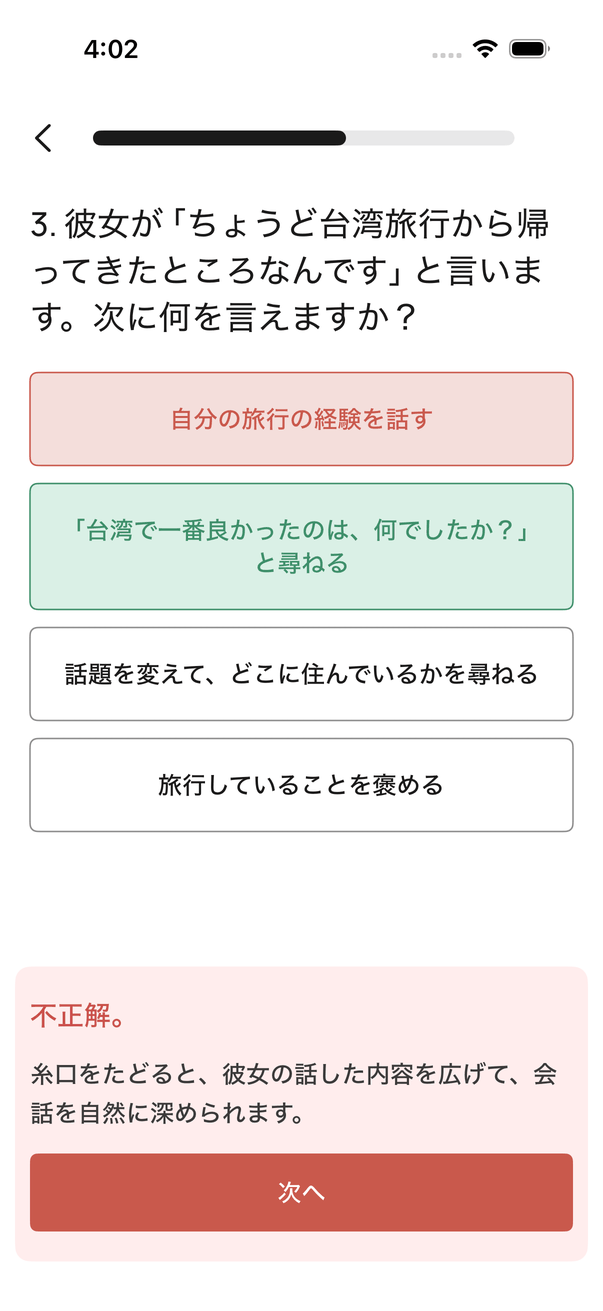 4:02
3. 彼女が「ちょうど台湾旅行から帰
ってきたところなんです」と言いま
す。次に何を言えますか？
自分の旅行の経験を話す
「台湾で一番良かったのは、何でしたか？」
と尋ねる
話題を変えて、どこに住んでいるかを尋ねる
旅行していることを褒める
不正解。
糸口をたどると、彼女の話した内容を広げて、会
話を自然に深められます。
次へ